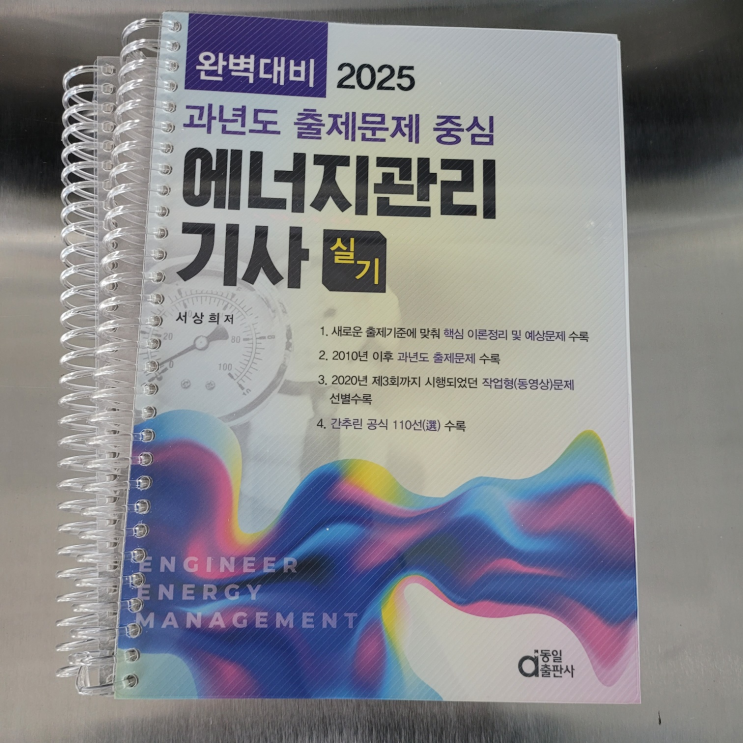 완벽대비 2025
과년도 출제문제 중심
에너지관리
기사 실기
서상희 저
1. 새로운 출제기준에 맞춰 핵심 이론정리 및 예상문제 수록
2. 2010년 이후 과년도 출제문제 수록
3. 2020년 제3회까지 시행되었던 작업형(동영상)문제
선별수록
4. 간추린 공식 110선(選) 수록
20
80
0
100
ENGINEER
ENERGY
MANAGEMENT
동일
출판사